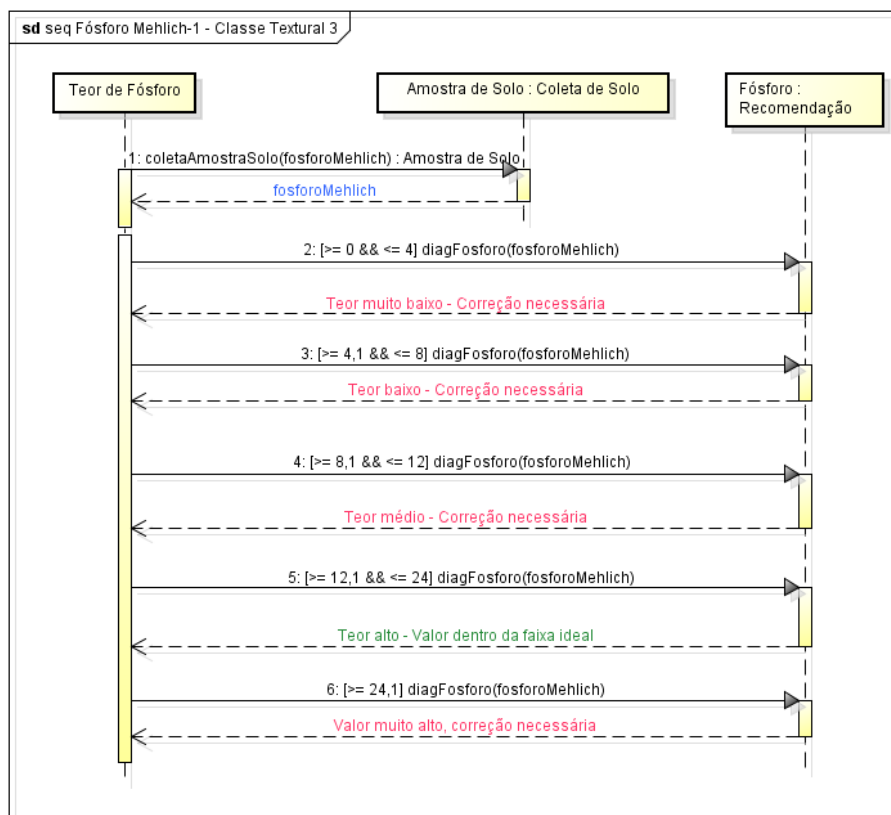 sd seq Fósforo Mehlich-1 - Classe Textural 3
Teor de Fósforo
Amostra de Solo : Coleta de Solo
Fósforo :
Recomendação
1: coletaAmostraSolo(fosforoMehlich) : Amostra de Solo
fosforoMehlich
2: [>= 0 && <= 4] diagFosforo(fosforoMehlich)
Teor muito baixo - Correção necessária
3: [>= 4,1 && <= 8] diagFosforo(fosforoMehlich)
Teor baixo - Correção necessária
4: [>= 8,1 && <= 12] diagFosforo(fosforoMehlich)
Teor médio - Correção necessária
5: [>= 12,1 && <= 24] diagFosforo(fosforoMehlich)
Teor alto - Valor dentro da faixa ideal
6: [>= 24,1] diagFosforo(fosforoMehlich)
Valor muito alto, correção necessária